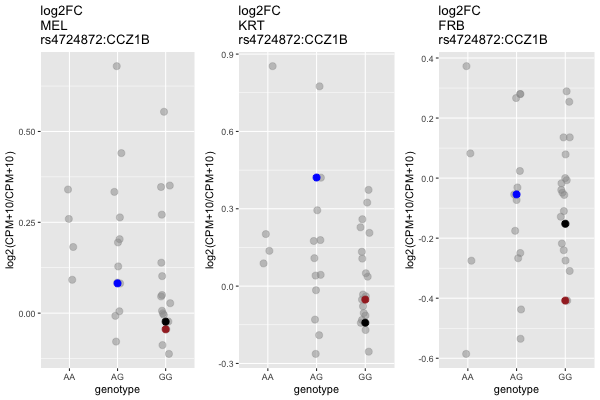 log2FC
MEL
rs4724872:CCZ1B
log2(CPM+10/CPM+10)
0.50
0.25
0.00
AA
AG
GG
genotype
log2FC
KRT
rs4724872:CCZ1B
log2(CPM+10/CPM+10)
0.9
0.6
0.3
0.0
-0.3
AA
AG
GG
genotype
log2FC
FRB
rs4724872:CCZ1B
log2(CPM+10/CPM+10)
0.4
0.2
0.0
-0.2
-0.4
-0.6
AA
AG
GG
genotype